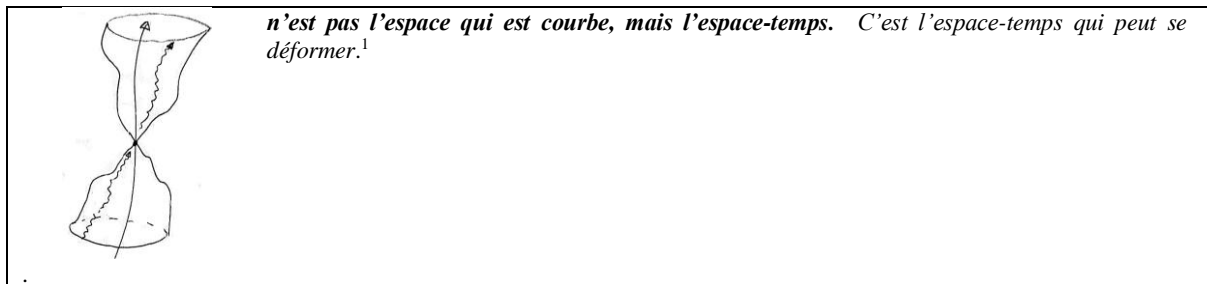 n’est pas l’espace qui est courbe, mais l’espace-temps. C’est l’espace-temps qui peut se
déformer.¹
.